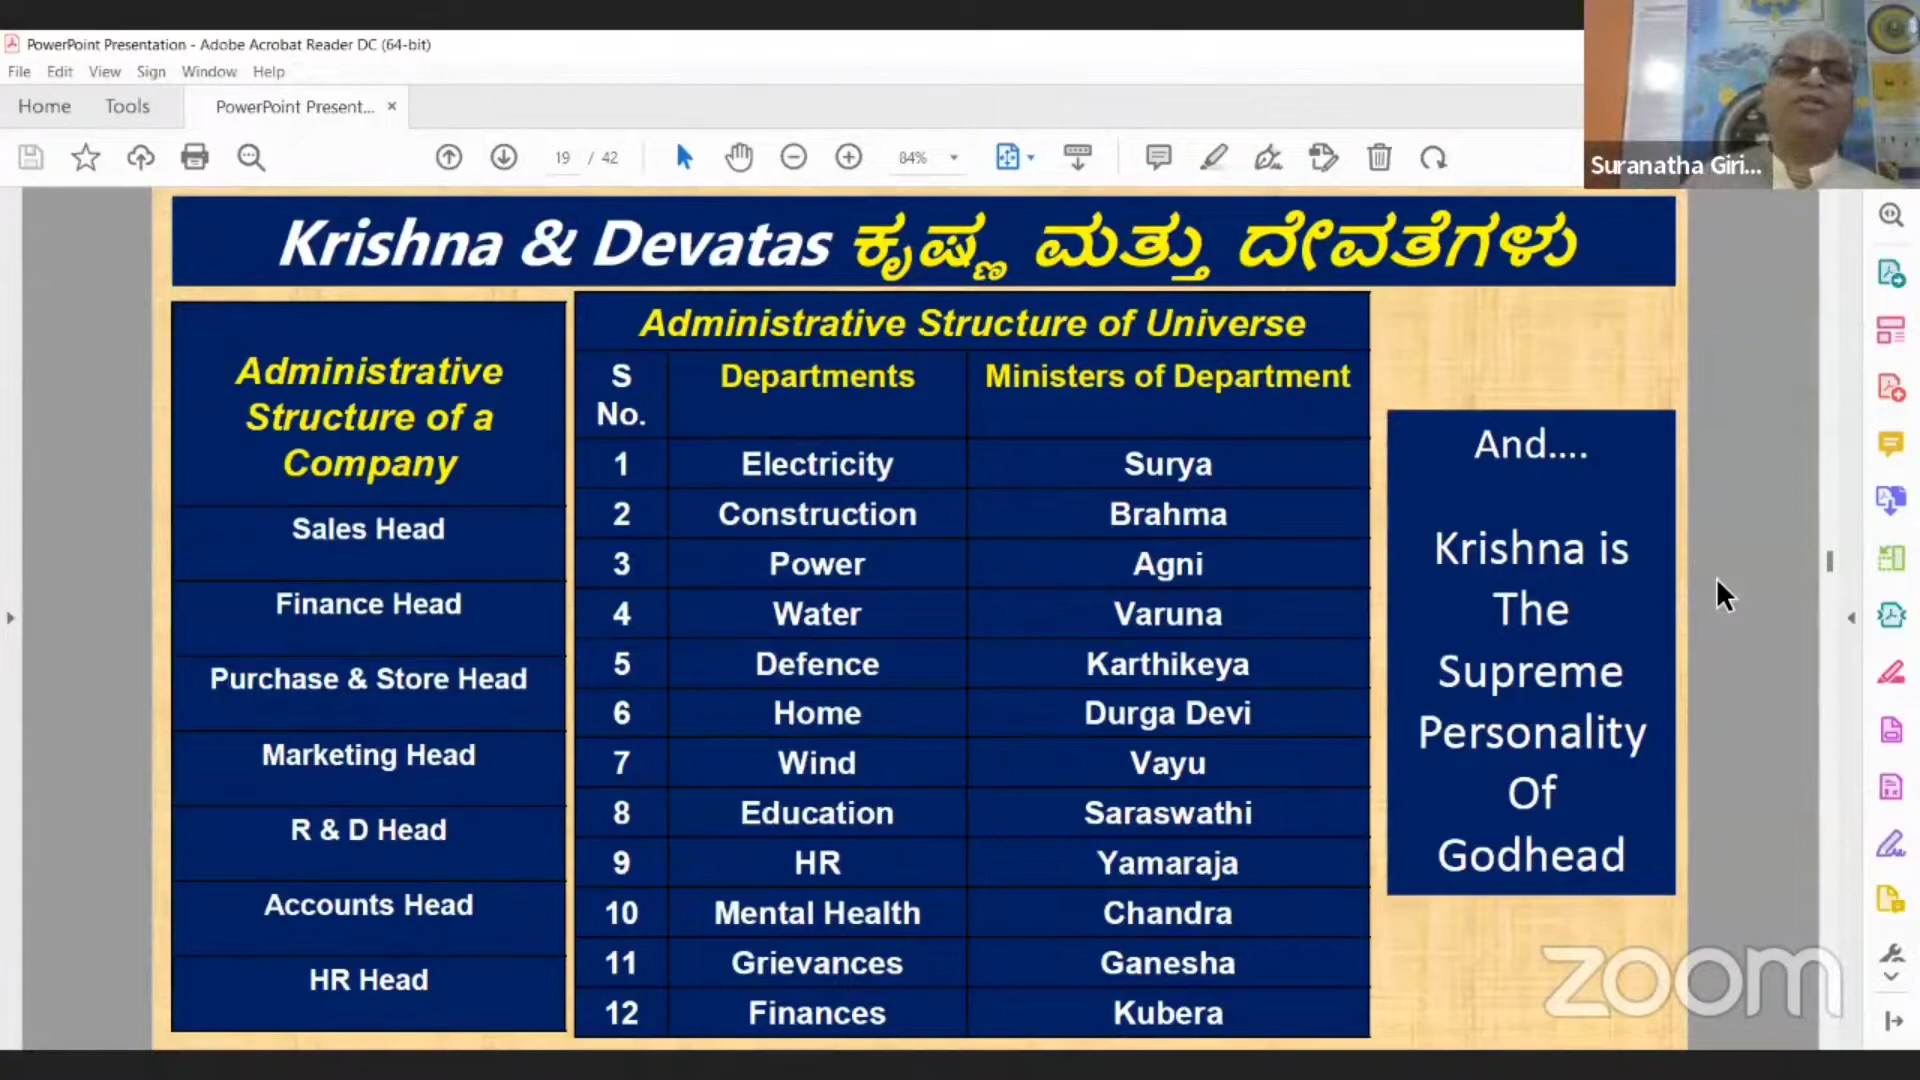 PowerPoint Presentation - Adobe Acrobat Reader DC (64-bit)
File Edit View Sign Window Help
Home Tools PowerPoint Present... ×
19 / 42 84%
Suranatha Giri...
Krishna & Devatas ಕೃಷ್ಣ ಮತ್ತು ದೇವತೆಗಳು
Administrative
Structure of a
Company
Sales Head
Finance Head
Purchase & Store Head
Marketing Head
R & D Head
Accounts Head
HR Head
Administrative Structure of Universe
S No. Departments Ministers of Department
1 Electricity Surya
2 Construction Brahma
3 Power Agni
4 Water Varuna
5 Defence Karthikeya
6 Home Durga Devi
7 Wind Vayu
8 Education Saraswathi
9 HR Yamaraja
10 Mental Health Chandra
11 Grievances Ganesha
12 Finances Kubera
And....
Krishna is
The
Supreme
Personality
Of
Godhead
zoom